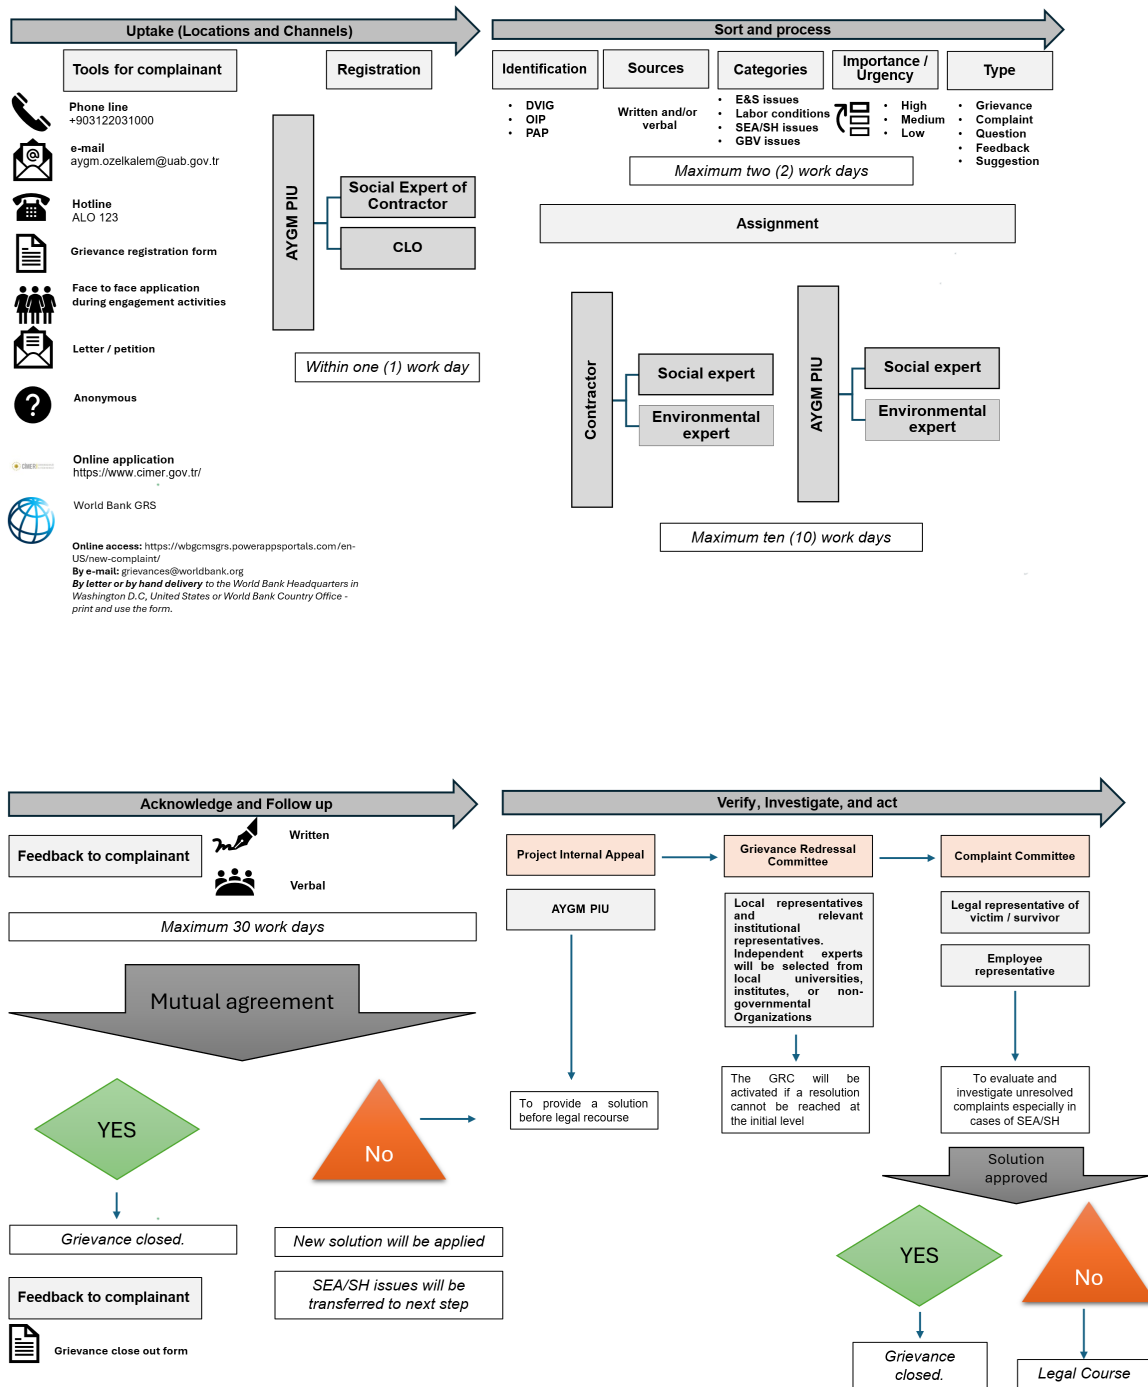 Uptake (Locations and Channels)
Tools for complainant
Registration
Phone line
+903122031000
e-mail
aygm.ozelkalem@uab.gov.tr
Hotline
ALO 123
Grievance registration form
Face to face application
during engagement activities
Letter / petition
Anonymous
Online application
https://www.cimer.gov.tr/
World Bank GRS
Online access: https://wbgcmsgrs.powerappsportals.com/en-
US/new-complaint/
By e-mail: grievances@worldbank.org
By letter or by hand delivery to the World Bank Headquarters in
Washington D.C, United States or World Bank Country Office -
print and use the form.
AYGM PIU
Social Expert of
Contractor
CLO
Within one (1) work day
Sort and process
Identification
Sources
Categories
Importance /
Urgency
Type
• DVIG
• OIP
• PAP
Written and/or
verbal
• E&S issues
• Labor conditions
• SEA/SH issues
• GBV issues
• High
• Medium
• Low
• Grievance
• Complaint
• Question
• Feedback
• Suggestion
Maximum two (2) work days
Assignment
Contractor
Social expert
Environmental
expert
AYGM PIU
Social expert
Environmental
expert
Maximum ten (10) work days
Acknowledge and Follow up
Feedback to complainant
Written
Verbal
Maximum 30 work days
Mutual agreement
YES
No
Grievance closed.
New solution will be applied
Feedback to complainant
SEA/SH issues will be
transferred to next step
Grievance close out form
Verify, Investigate, and act
Project Internal Appeal
Grievance Redressal
Committee
Complaint Committee
AYGM PIU
Local representatives
and relevant
institutional
representatives.
Independent experts
will be selected from
local universities,
institutes, or non-
governmental
Organizations
Legal representative of
victim / survivor
Employee
representative
To provide a solution
before legal recourse
The GRC will be
activated if a resolution
cannot be reached at
the initial level
To evaluate and
investigate unresolved
complaints especially in
cases of SEA/SH
Solution
approved
YES
No
Grievance
closed.
Legal Course